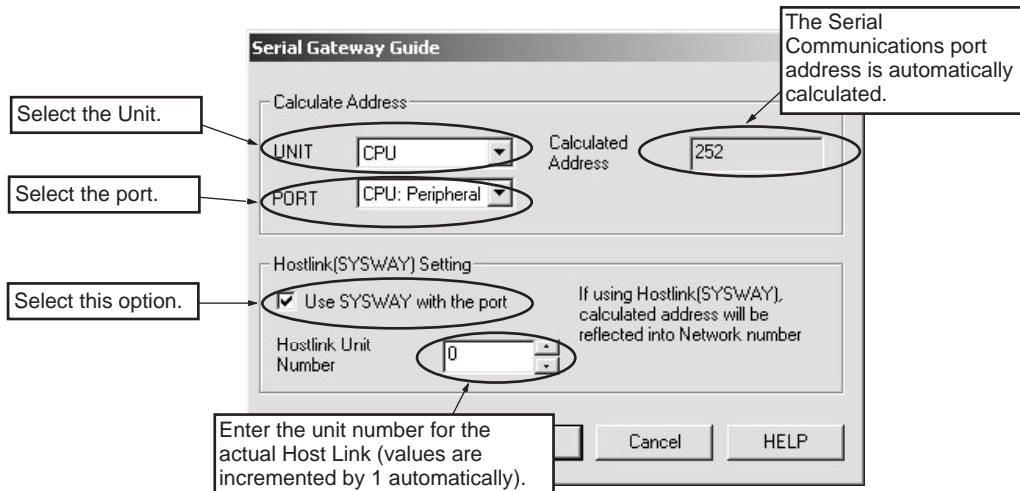 The Serial
Communications port
address is automatically
calculated.
Serial Gateway Guide
Calculate Address
Select the Unit.
UNIT
CPU
Calculated
Address
252
Select the port.
PORT
CPU: Peripheral
Hostlink(SYSWAY) Setting
Select this option.
Use SYSWAY with the port
If using Hostlink(SYSWAY),
calculated address will be
reflected into Network number
Hostlink Unit
Number
0
Enter the unit number for the
actual Host Link (values are
incremented by 1 automatically).
Cancel
HELP